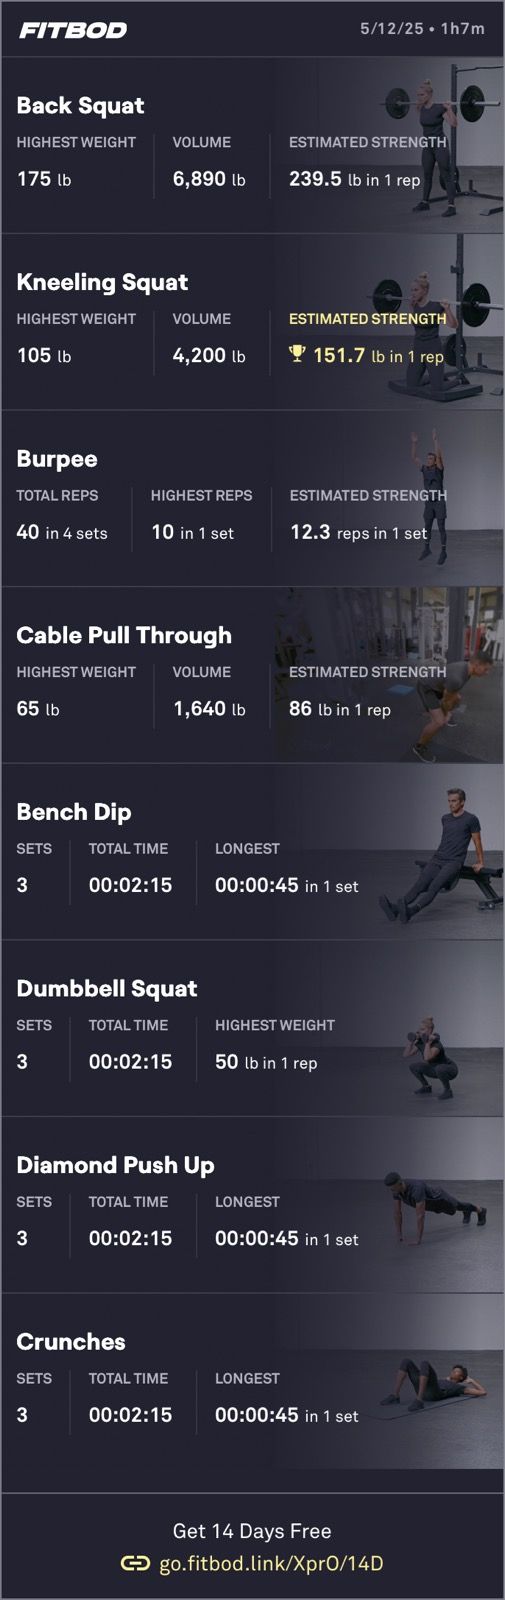 FITBOD 5/12/25 • 1h7m
Back Squat
HIGHEST WEIGHT VOLUME ESTIMATED STRENGTH
175 lb 6,890 lb 239.5 lb in 1 rep
Kneeling Squat
HIGHEST WEIGHT VOLUME ESTIMATED STRENGTH
105 lb 4,200 lb 151.7 lb in 1 rep
Burpee
TOTAL REPS HIGHEST REPS ESTIMATED STRENGTH
40 in 4 sets 10 in 1 set 12.3 reps in 1 set
Cable Pull Through
HIGHEST WEIGHT VOLUME ESTIMATED STRENGTH
65 lb 1,640 lb 86 lb in 1 rep
Bench Dip
SETS TOTAL TIME LONGEST
3 00:02:15 00:00:45 in 1 set
Dumbbell Squat
SETS TOTAL TIME HIGHEST WEIGHT
3 00:02:15 50 lb in 1 rep
Diamond Push Up
SETS TOTAL TIME LONGEST
3 00:02:15 00:00:45 in 1 set
Crunches
SETS TOTAL TIME LONGEST
3 00:02:15 00:00:45 in 1 set
Get 14 Days Free
go.fitbod.link/XprO/14D